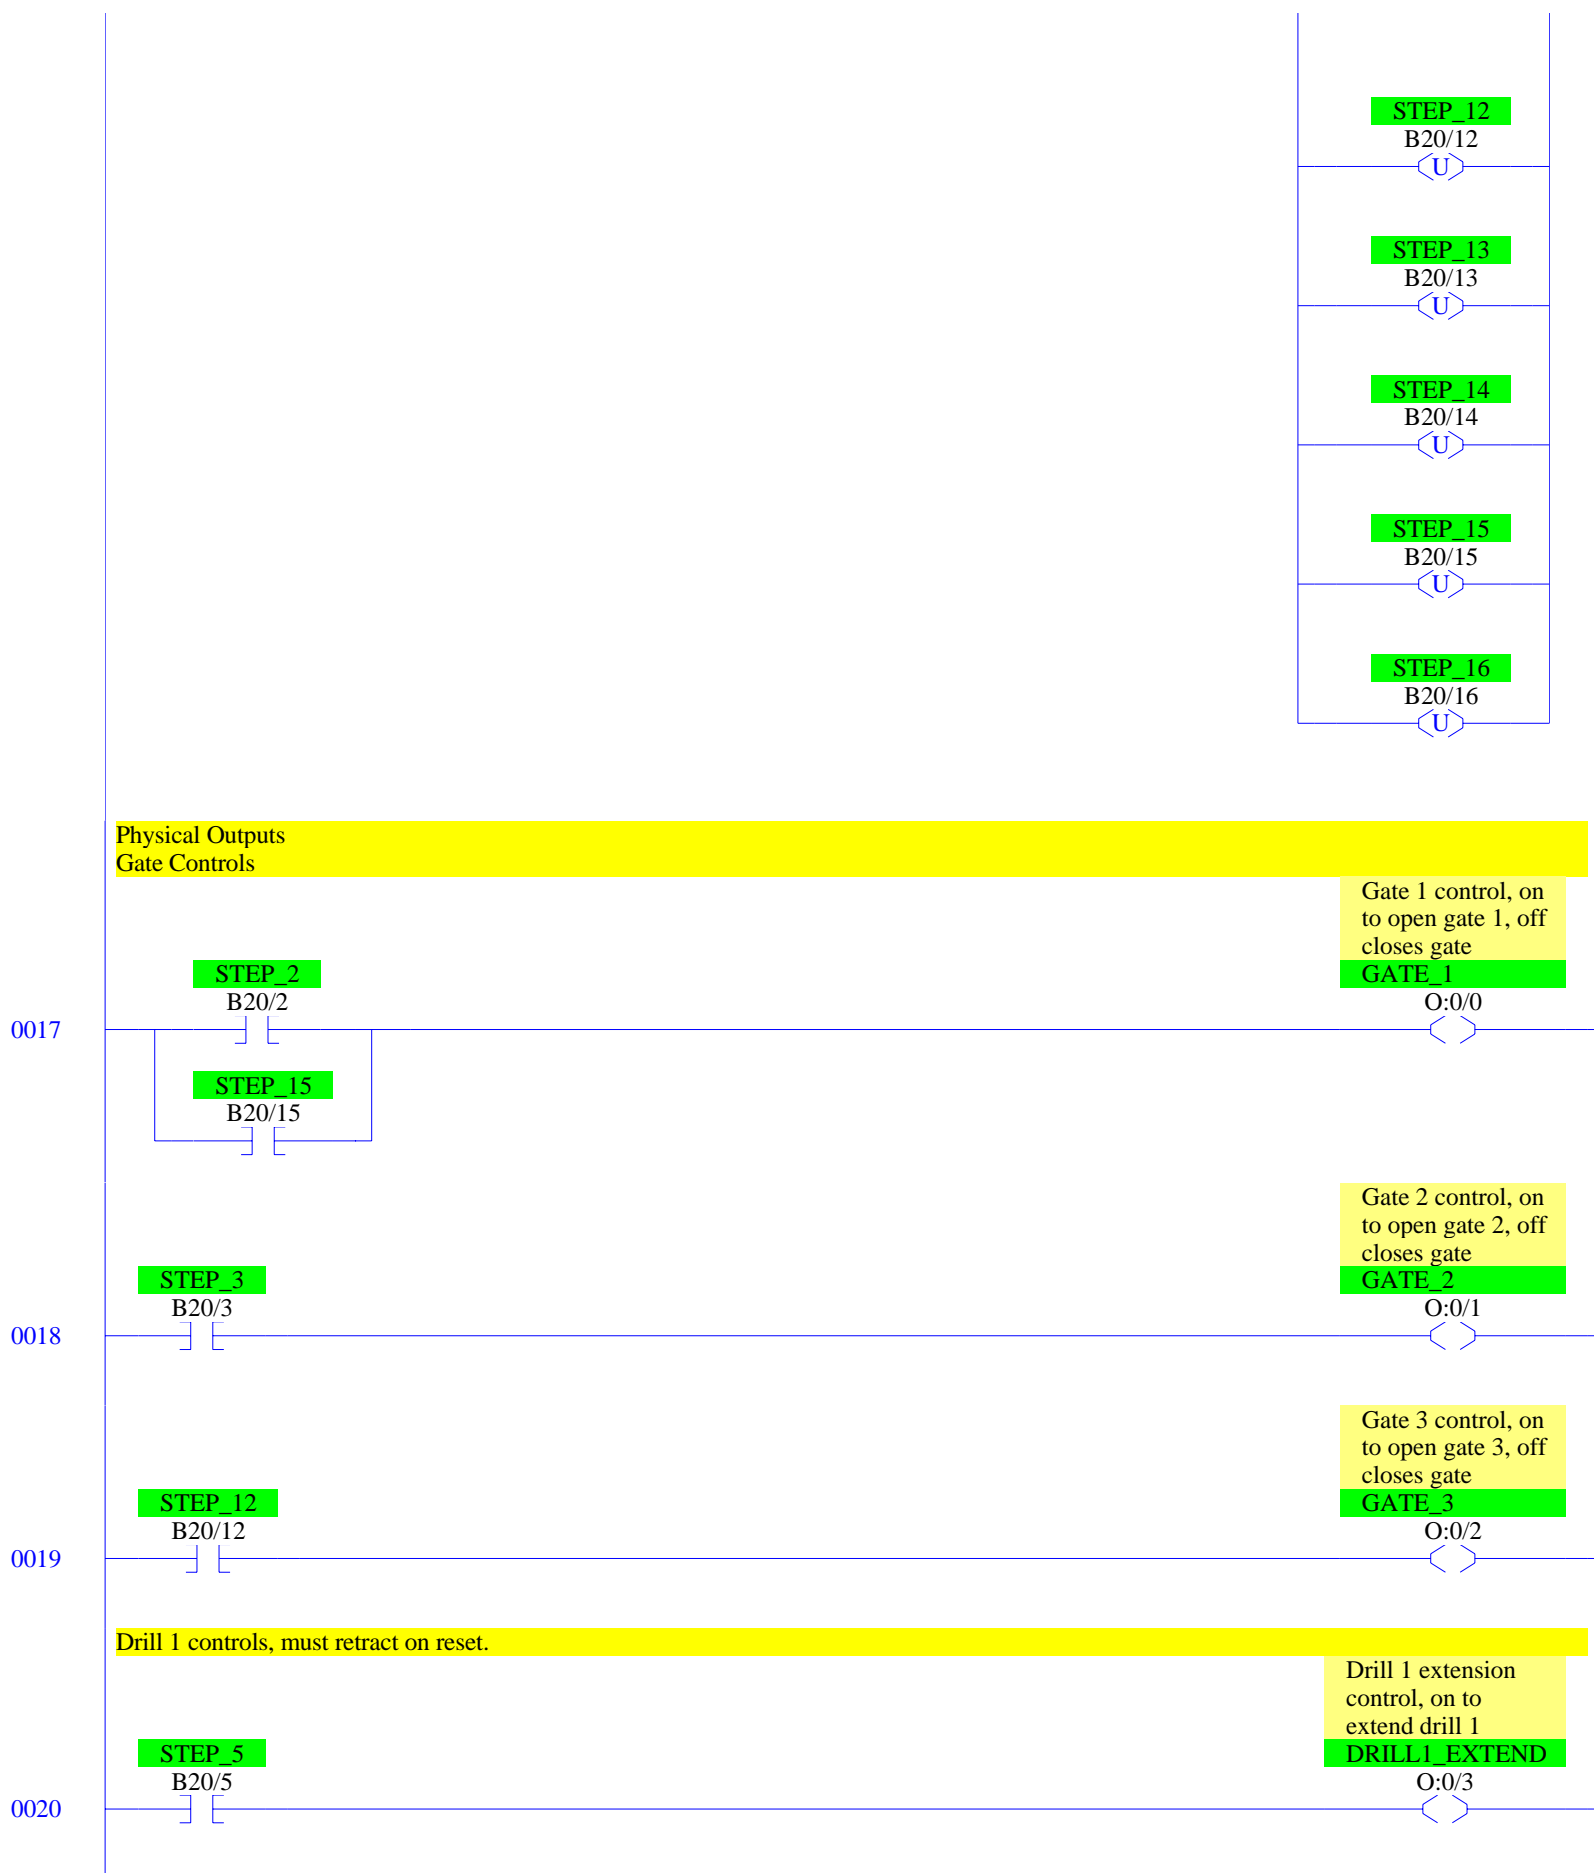 STEP_12
B20/12
U
STEP_13
B20/13
U
STEP_14
B20/14
U
STEP_15
B20/15
U
STEP_16
B20/16
U
Physical Outputs
Gate Controls
Gate 1 control, on
to open gate 1, off
closes gate
GATE_1
O:0/0
STEP_2
B20/2
0017
STEP_15
B20/15
Gate 2 control, on
to open gate 2, off
closes gate
GATE_2
O:0/1
STEP_3
B20/3
0018
Gate 3 control, on
to open gate 3, off
closes gate
GATE_3
O:0/2
STEP_12
B20/12
0019
Drill 1 controls, must retract on reset.
Drill 1 extension
control, on to
extend drill 1
DRILL1_EXTEND
O:0/3
STEP_5
B20/5
0020